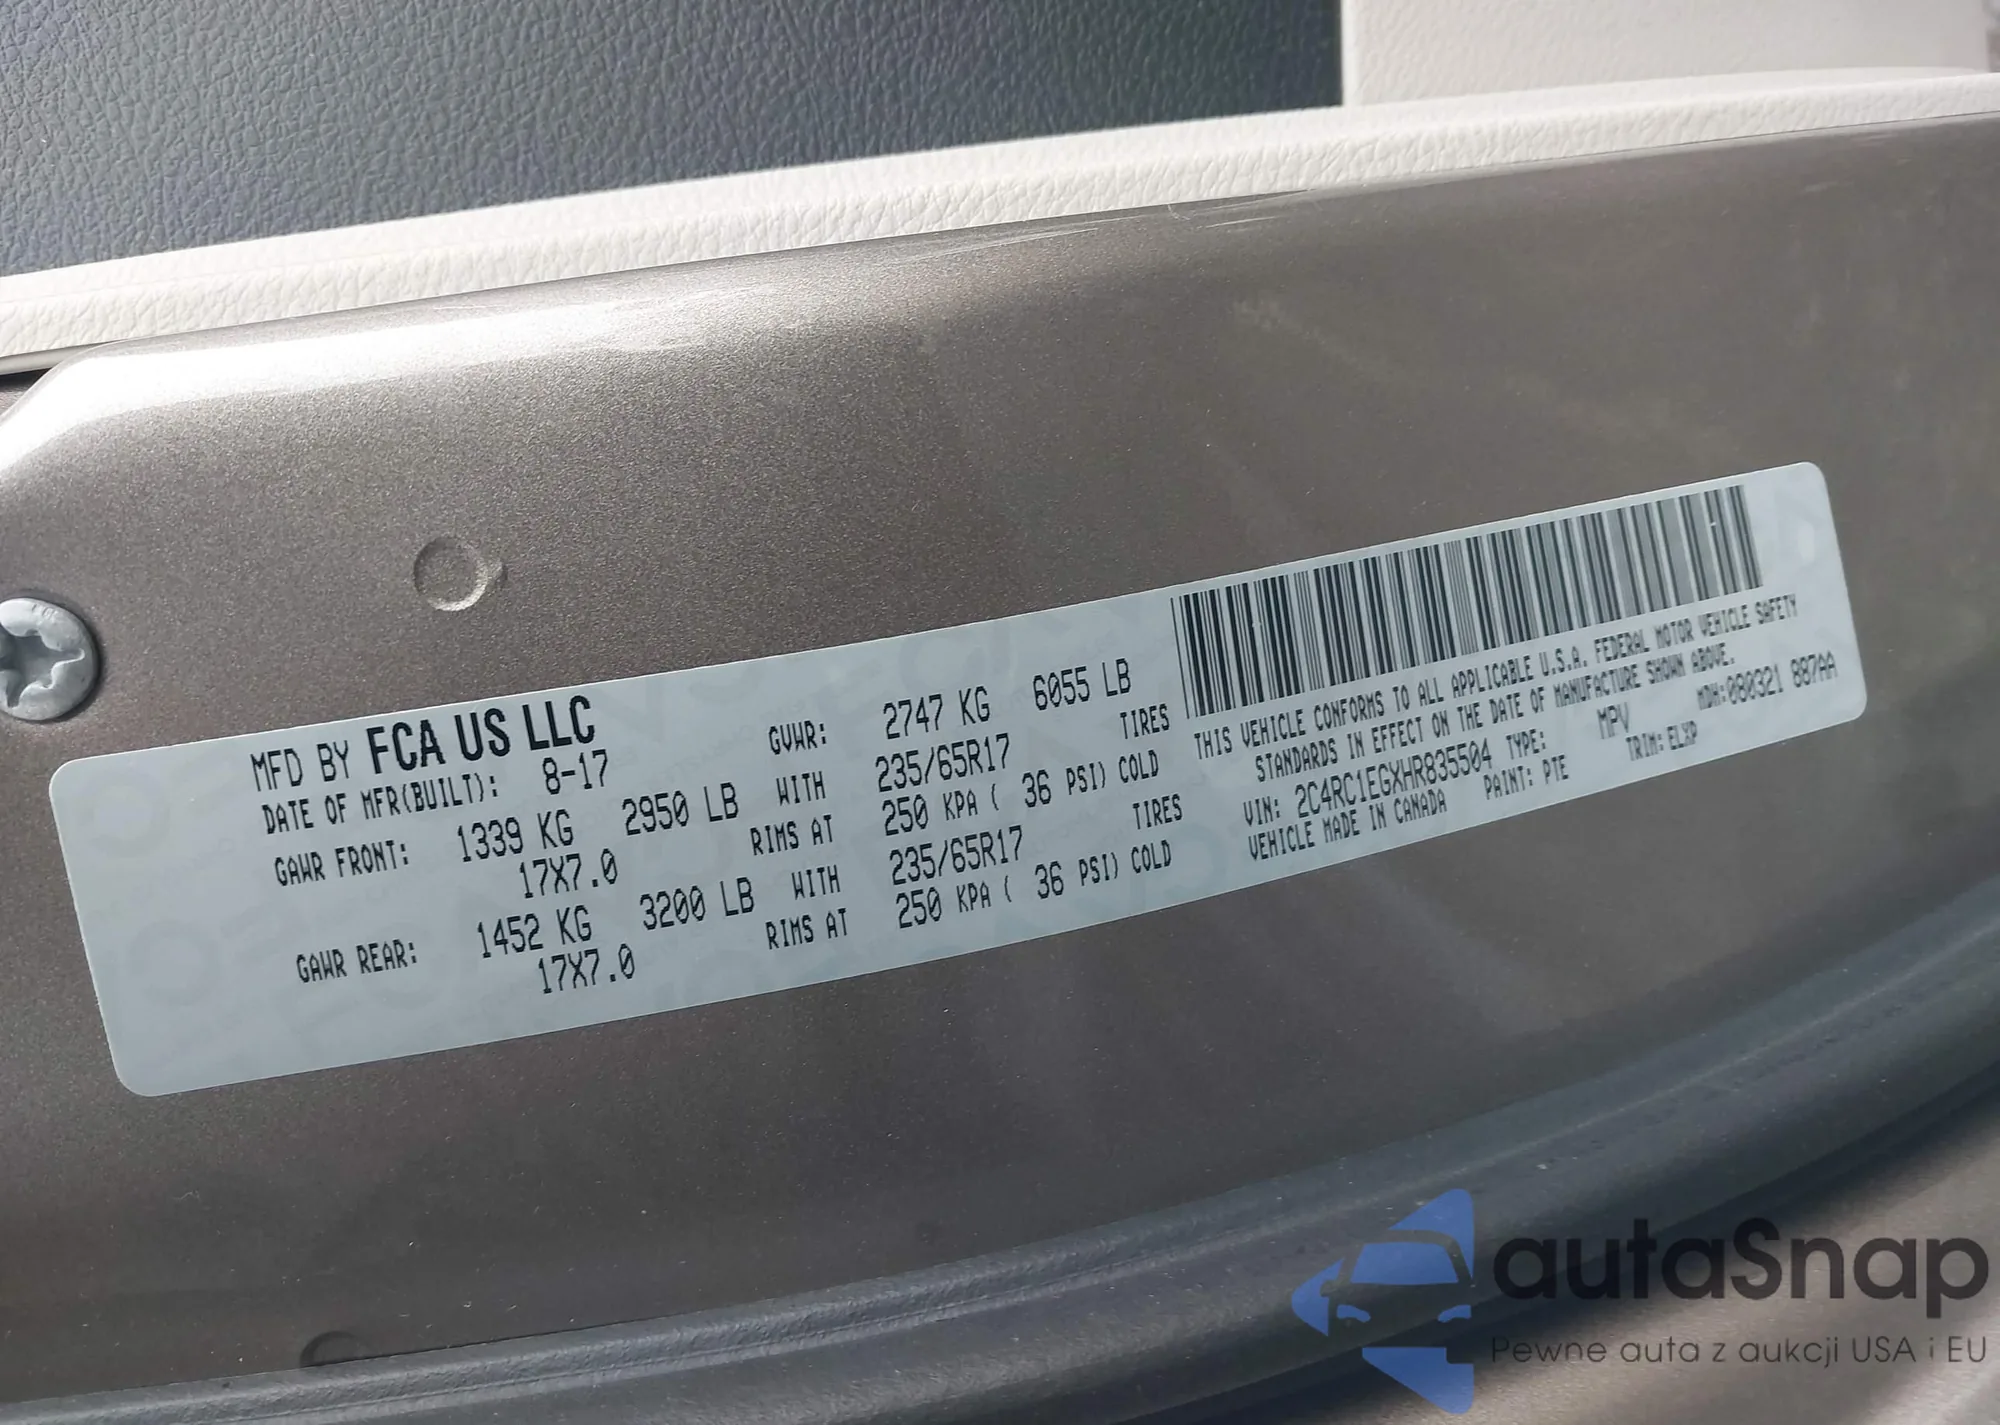 MFD BY FCA US LLC
DATE OF MFR(BUILT): 8-17
GVWR: 2747 KG 6055 LB
GAWR FRONT: 1339 KG 2950 LB WITH 235/65R17 TIRES
17X7.0 RIMS AT 250 KPA ( 36 PSI) COLD
GAWR REAR: 1452 KG 3200 LB WITH 235/65R17 TIRES
17X7.0 RIMS AT 250 KPA ( 36 PSI) COLD
THIS VEHICLE CONFORMS TO ALL APPLICABLE U.S.A. FEDERAL MOTOR VEHICLE SAFETY
STANDARDS IN EFFECT ON THE DATE OF MANUFACTURE SHOWN ABOVE.
VIN: 2C4RC1EGXHR835504 TYPE: MPV MDH:080321 887AA
VEHICLE MADE IN CANADA PAINT: PTE TRIM: ELXP
autaSnap
Pewne auta z aukcji USA i EU